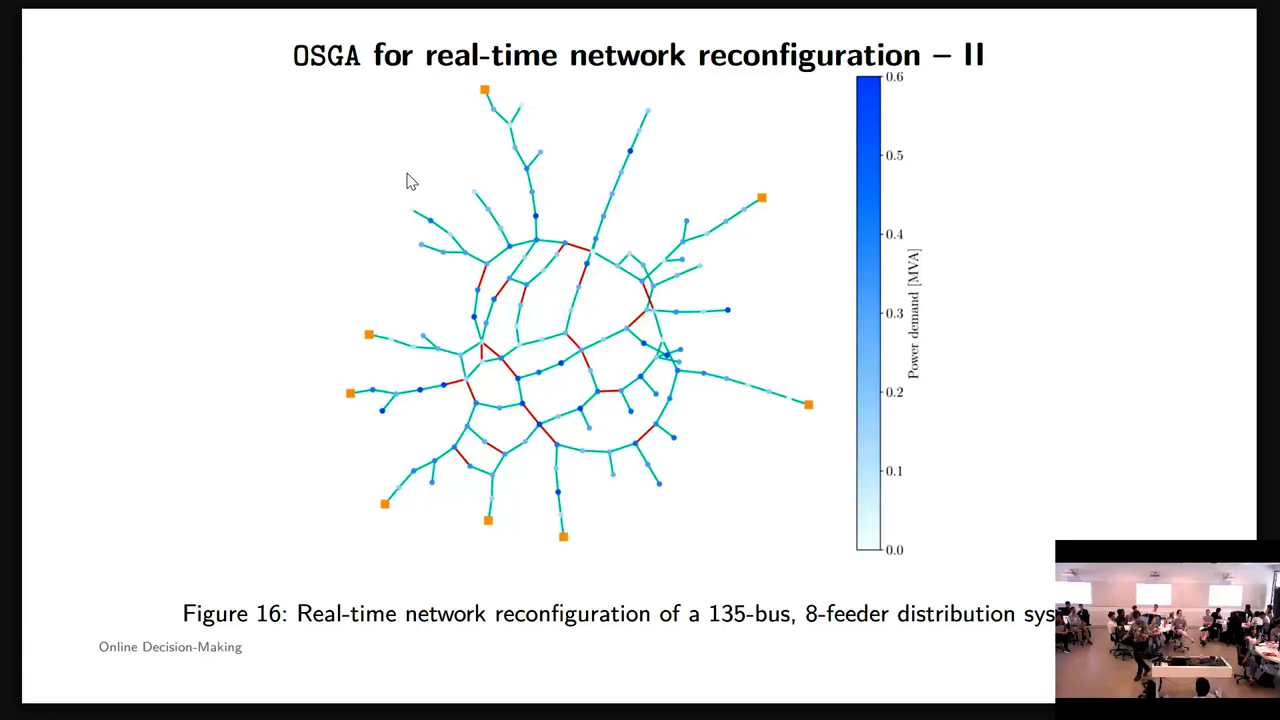 OSGA for real-time network reconfiguration – II
0.6
0.5
0.4
0.3
0.2
0.1
0.0
Power demand [MVA]
Figure 16: Real-time network reconfiguration of a 135-bus, 8-feeder distribution sys
Online Decision-Making